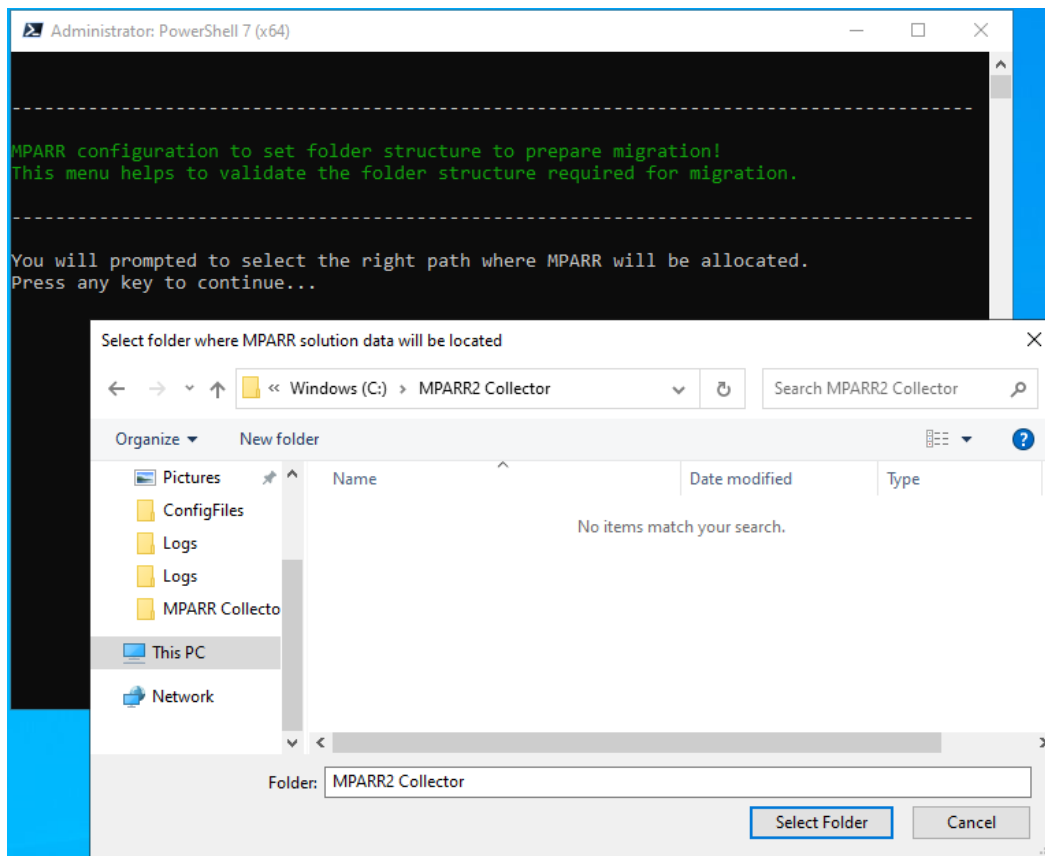 Administrator: PowerShell 7 (x64)
--------------------------------------------------------------------------------
MPARR configuration to set folder structure to prepare migration!
This menu helps to validate the folder structure required for migration.
--------------------------------------------------------------------------------
You will prompted to select the right path where MPARR will be allocated.
Press any key to continue...
Select folder where MPARR solution data will be located
« Windows (C:) › MPARR2 Collector
Search MPARR2 Collector
Organize
New folder
Pictures
ConfigFiles
Logs
Logs
MPARR Collecto
This PC
Network
Name
Date modified
Type
No items match your search.
Folder: MPARR2 Collector
Select Folder
Cancel